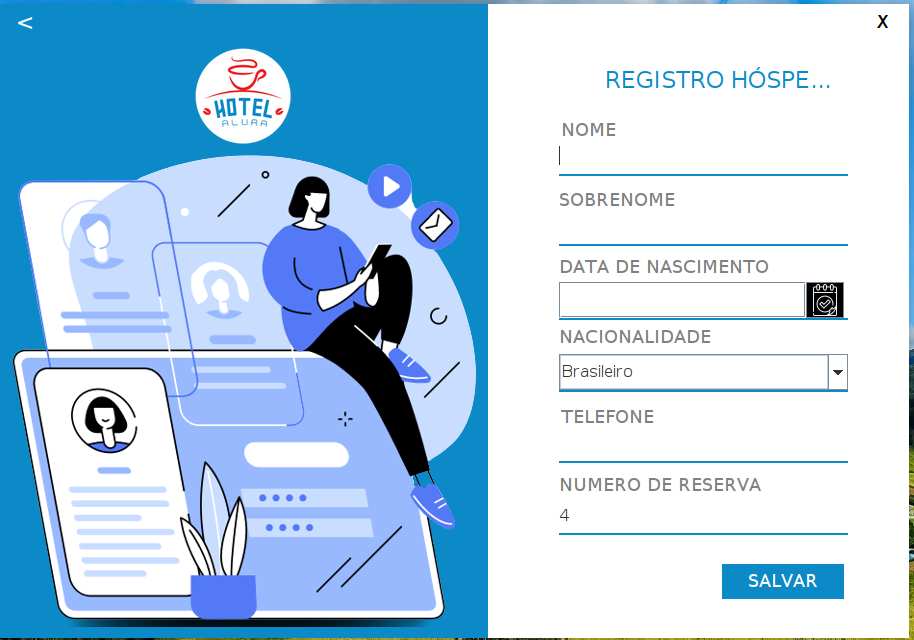 <
X
HOTEL
ALURA
REGISTRO HÓSPE...
NOME
SOBRENOME
DATA DE NASCIMENTO
NACIONALIDADE
Brasileiro
TELEFONE
NUMERO DE RESERVA
4
SALVAR